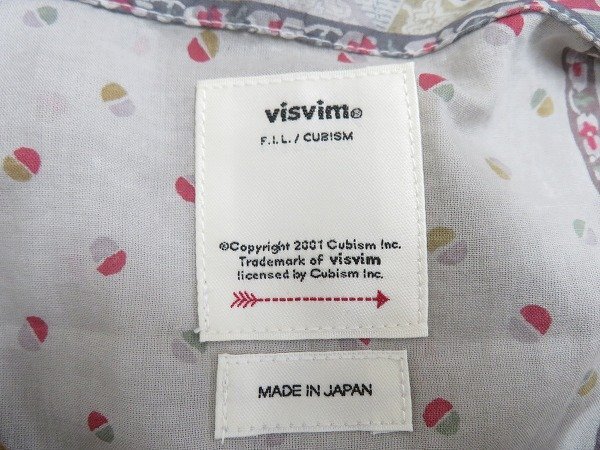 visvim®
F.I.L./ CUBISM
©Copyright 2001 Cubism Inc.
Trademark of visvim
licensed by Cubism Inc.
MADE IN JAPAN